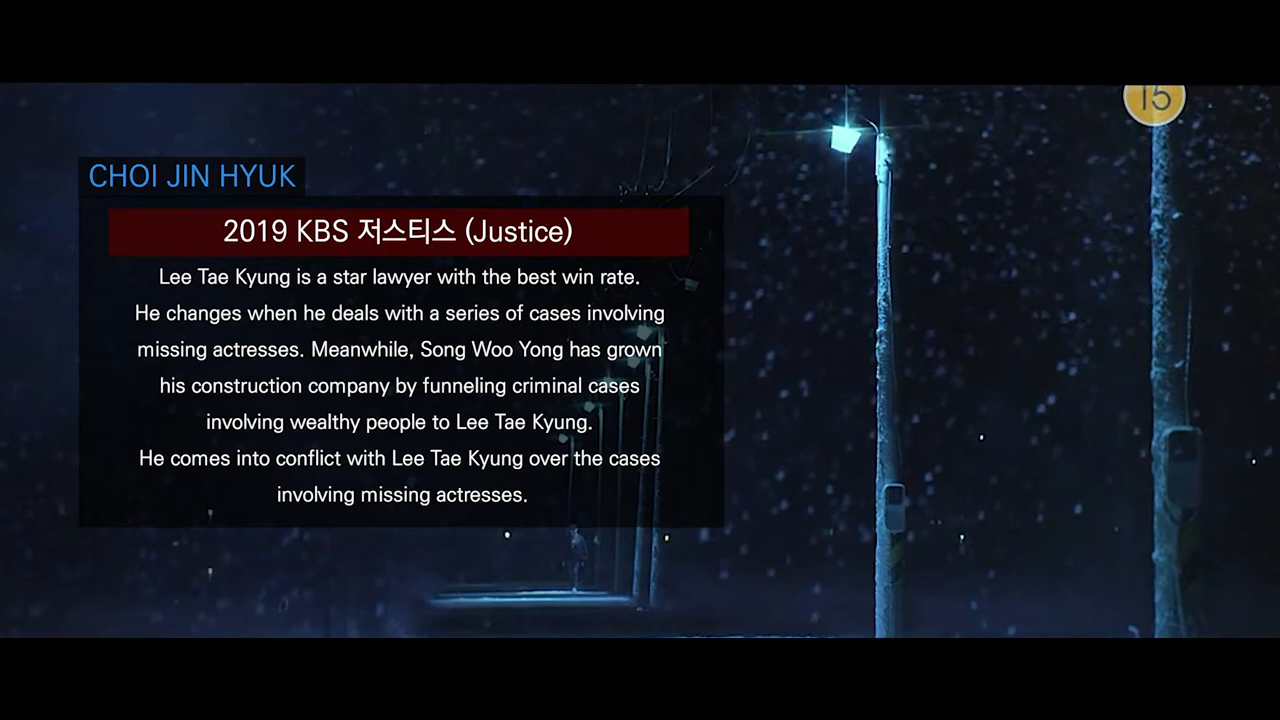 15
CHOI JIN HYUK
2019 KBS 저스티스 (Justice)
Lee Tae Kyung is a star lawyer with the best win rate.
He changes when he deals with a series of cases involving
missing actresses. Meanwhile, Song Woo Yong has grown
his construction company by funneling criminal cases
involving wealthy people to Lee Tae Kyung.
He comes into conflict with Lee Tae Kyung over the cases
involving missing actresses.